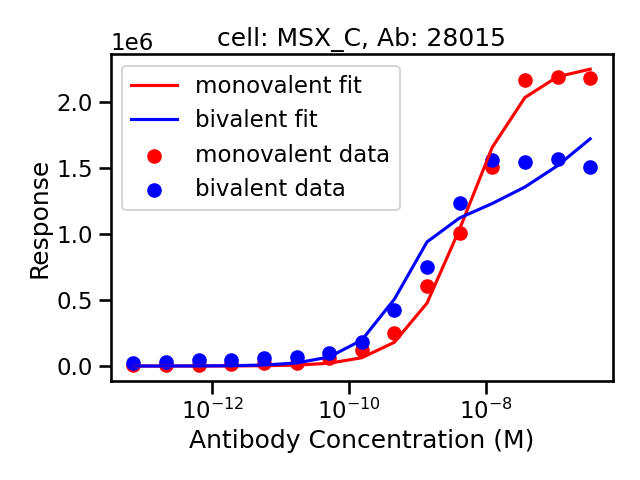 cell: MSX_C, Ab: 28015
1e6
monovalent fit
bivalent fit
monovalent data
bivalent data
2.0
1.5
1.0
0.5
0.0
Response
10⁻¹² 10⁻¹⁰ 10⁻⁸
Antibody Concentration (M)